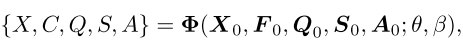 {X, C, Q, S, A} = Φ(X₀, F₀, Q₀, S₀, A₀; θ, β),